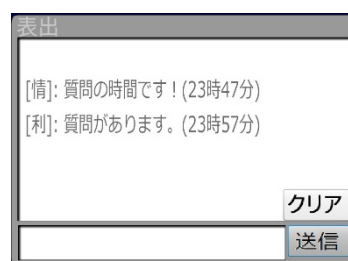 表出
[情]: 質問の時間です！(23時47分)
[利]: 質問があります。(23時57分)
クリア
送信